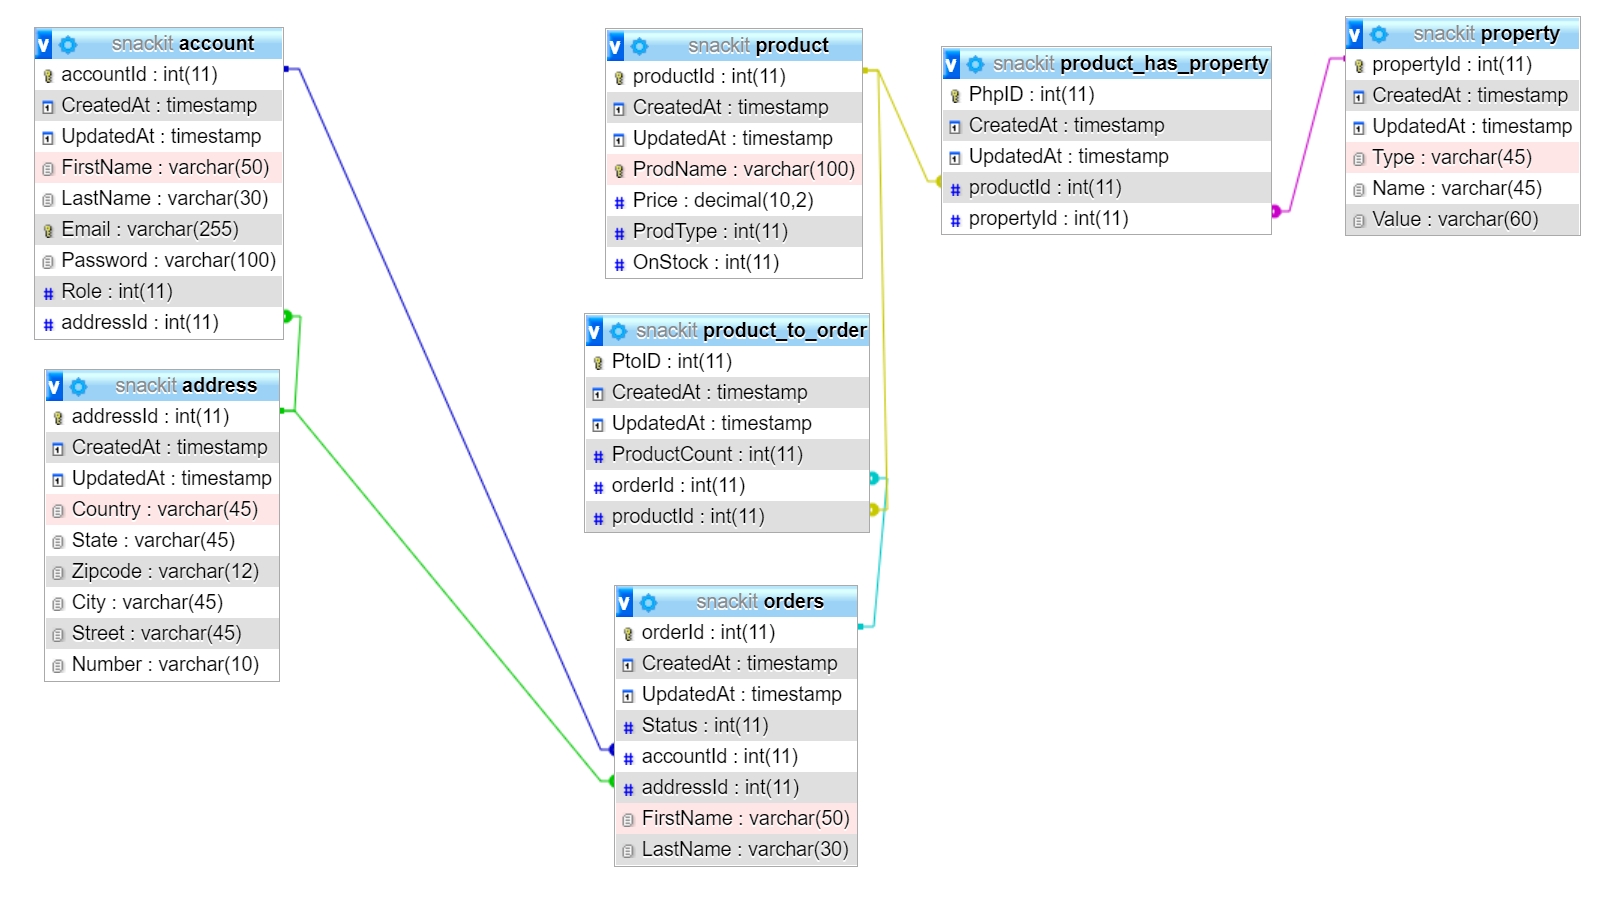 snackit account
accountId : int(11)
CreatedAt : timestamp
UpdatedAt : timestamp
FirstName : varchar(50)
LastName : varchar(30)
Email : varchar(255)
Password : varchar(100)
Role : int(11)
addressId : int(11)
snackit address
addressId : int(11)
CreatedAt : timestamp
UpdatedAt : timestamp
Country : varchar(45)
State : varchar(45)
Zipcode : varchar(12)
City : varchar(45)
Street : varchar(45)
Number : varchar(10)
snackit product
productId : int(11)
CreatedAt : timestamp
UpdatedAt : timestamp
ProdName : varchar(100)
Price : decimal(10,2)
ProdType : int(11)
OnStock : int(11)
snackit product_to_order
PtoID : int(11)
CreatedAt : timestamp
UpdatedAt : timestamp
ProductCount : int(11)
orderId : int(11)
productId : int(11)
snackit orders
orderId : int(11)
CreatedAt : timestamp
UpdatedAt : timestamp
Status : int(11)
accountId : int(11)
addressId : int(11)
FirstName : varchar(50)
LastName : varchar(30)
snackit product_has_property
PhpID : int(11)
CreatedAt : timestamp
UpdatedAt : timestamp
productId : int(11)
propertyId : int(11)
snackit property
propertyId : int(11)
CreatedAt : timestamp
UpdatedAt : timestamp
Type : varchar(45)
Name : varchar(45)
Value : varchar(60)